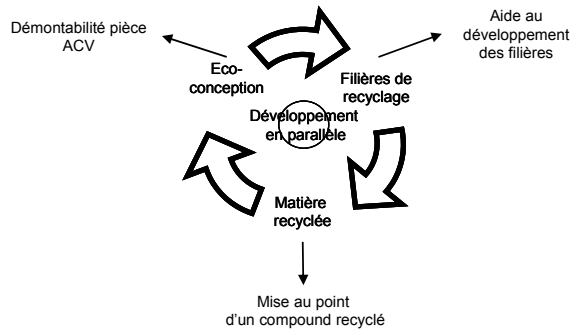 Démontabilité pièce
ACV
Aide au
développement
des filières
Eco-
conception
Filières de
recyclage
Développement
en parallèle
Matière
recyclée
Mise au point
d'un compound recyclé